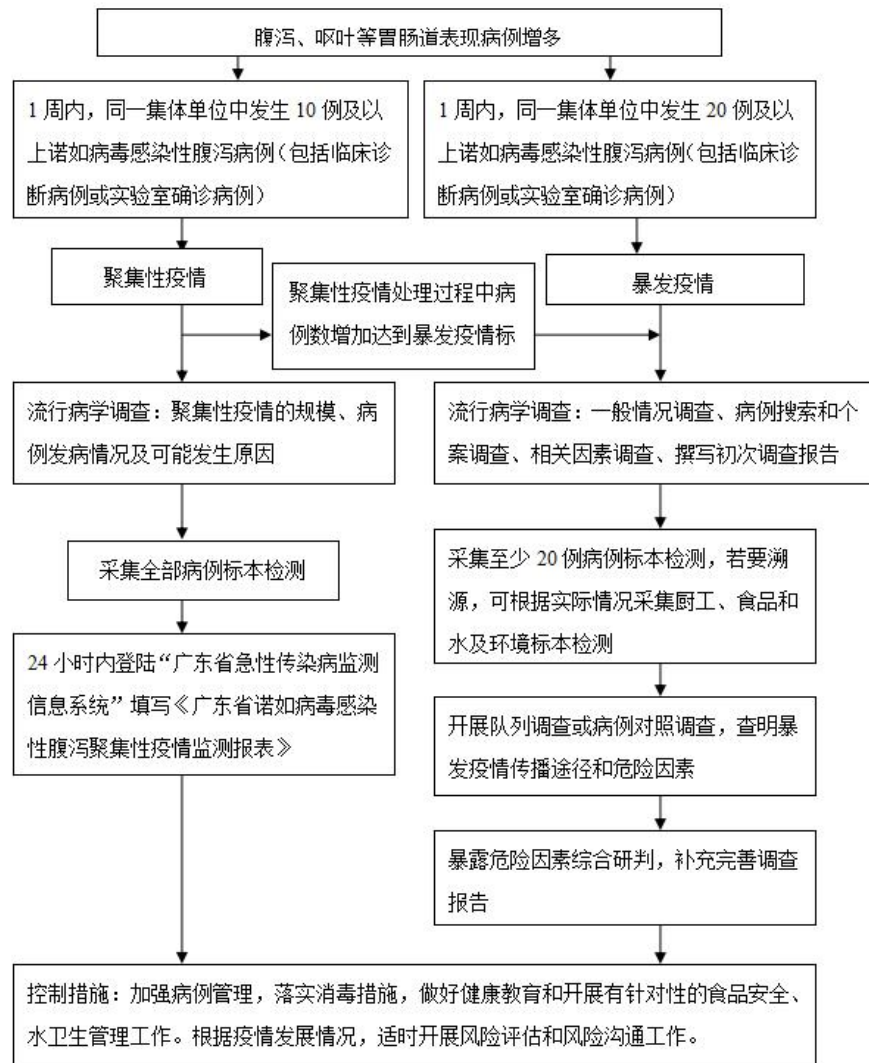 腹泻、呕吐等胃肠道表现病例增多
1 周内，同一集体单位中发生 10 例及以
上诺如病毒感染性腹泻病例（包括临床诊
断病例或实验室确诊病例）
1 周内，同一集体单位中发生 20 例及以
上诺如病毒感染性腹泻病例（包括临床诊
断病例或实验室确诊病例）
聚集性疫情
聚集性疫情处理过程中病
例数增加达到暴发疫情标
暴发疫情
流行病学调查：聚集性疫情的规模、病
例发病情况及可能发生原因
流行病学调查：一般情况调查、病例搜索和个
案调查、相关因素调查、撰写初次调查报告
采集全部病例标本检测
采集至少 20 例病例标本检测，若要溯
源，可根据实际情况采集厨工、食品和
水及环境标本检测
24 小时内登陆“广东省急性传染病监测
信息系统”填写《广东省诺如病毒感染
性腹泻聚集性疫情监测报表》
开展队列调查或病例对照调查，查明暴
发疫情传播途径和危险因素
暴露危险因素综合研判，补充完善调查
报告
控制措施：加强病例管理，落实消毒措施，做好健康教育和开展有针对性的食品安全、
水卫生管理工作。根据疫情发展情况，适时开展风险评估和风险沟通工作。